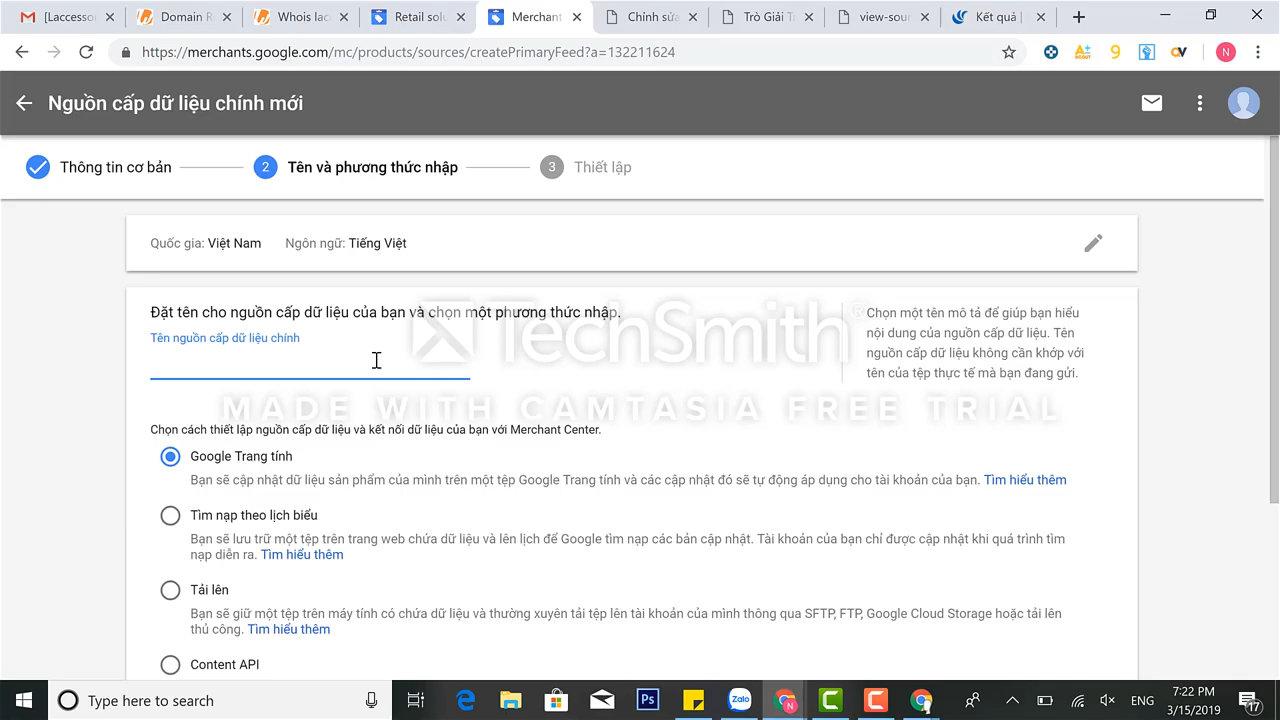 [Laccesso
Domain R
Whois lac
Retail solu
Merchant
Chính sửa
Trò Giải T
view-sour
Kết quả
https://merchants.google.com/mc/products/sources/createPrimaryFeed?a=132211624
A+
SCOUT
9
N
Nguồn cấp dữ liệu chính mới
Thông tin cơ bản
2
Tên và phương thức nhập
3
Thiết lập
Quốc gia: Việt Nam
Ngôn ngữ: Tiếng Việt
Đặt tên cho nguồn cấp dữ liệu của bạn và chọn một phương thức nhập.
Tên nguồn cấp dữ liệu chính
Chọn một tên mô tả để giúp bạn hiểu
nội dung của nguồn cấp dữ liệu. Tên
nguồn cấp dữ liệu không cần khớp với
tên của tệp thực tế mà bạn đang gửi.
TechSmith®
MADE WITH CAMTASIA FREE TRIAL
Chọn cách thiết lập nguồn cấp dữ liệu và kết nối dữ liệu của bạn với Merchant Center.
Google Trang tính
Bạn sẽ cập nhật dữ liệu sản phẩm của mình trên một tệp Google Trang tính và các cập nhật đó sẽ tự động áp dụng cho tài khoản của bạn. Tìm hiểu thêm
Tìm nạp theo lịch biểu
Bạn sẽ lưu trữ một tệp trên trang web chứa dữ liệu và lên lịch để Google tìm nạp các bản cập nhật. Tài khoản của bạn chỉ được cập nhật khi quá trình tìm
nạp diễn ra. Tìm hiểu thêm
Tải lên
Bạn sẽ giữ một tệp trên máy tính có chứa dữ liệu và thường xuyên tải tệp lên tài khoản của mình thông qua SFTP, FTP, Google Cloud Storage hoặc tải lên
thủ công. Tìm hiểu thêm
Content API
Type here to search
Ps
Zalo
N
C
C
ENG
7:22 PM
3/15/2019
17